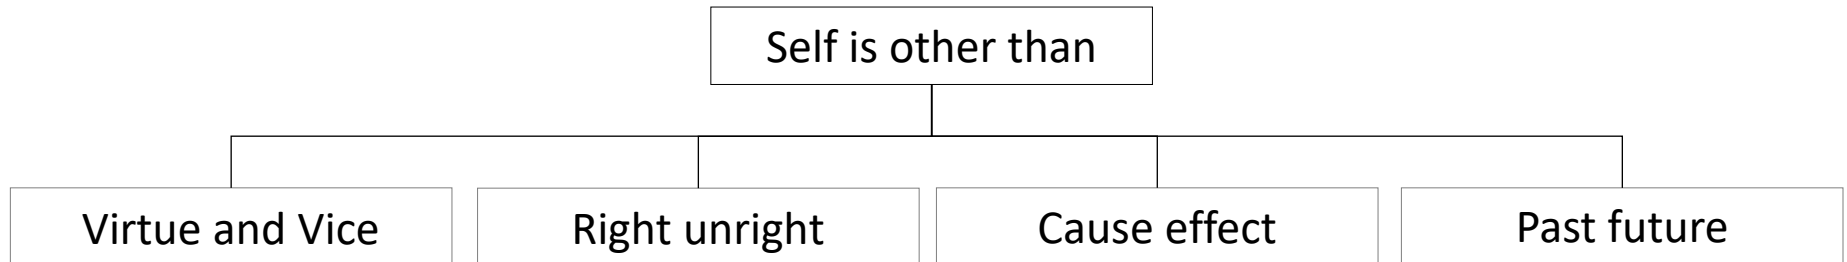 Self is other than
Virtue and Vice
Right unright
Cause effect
Past future